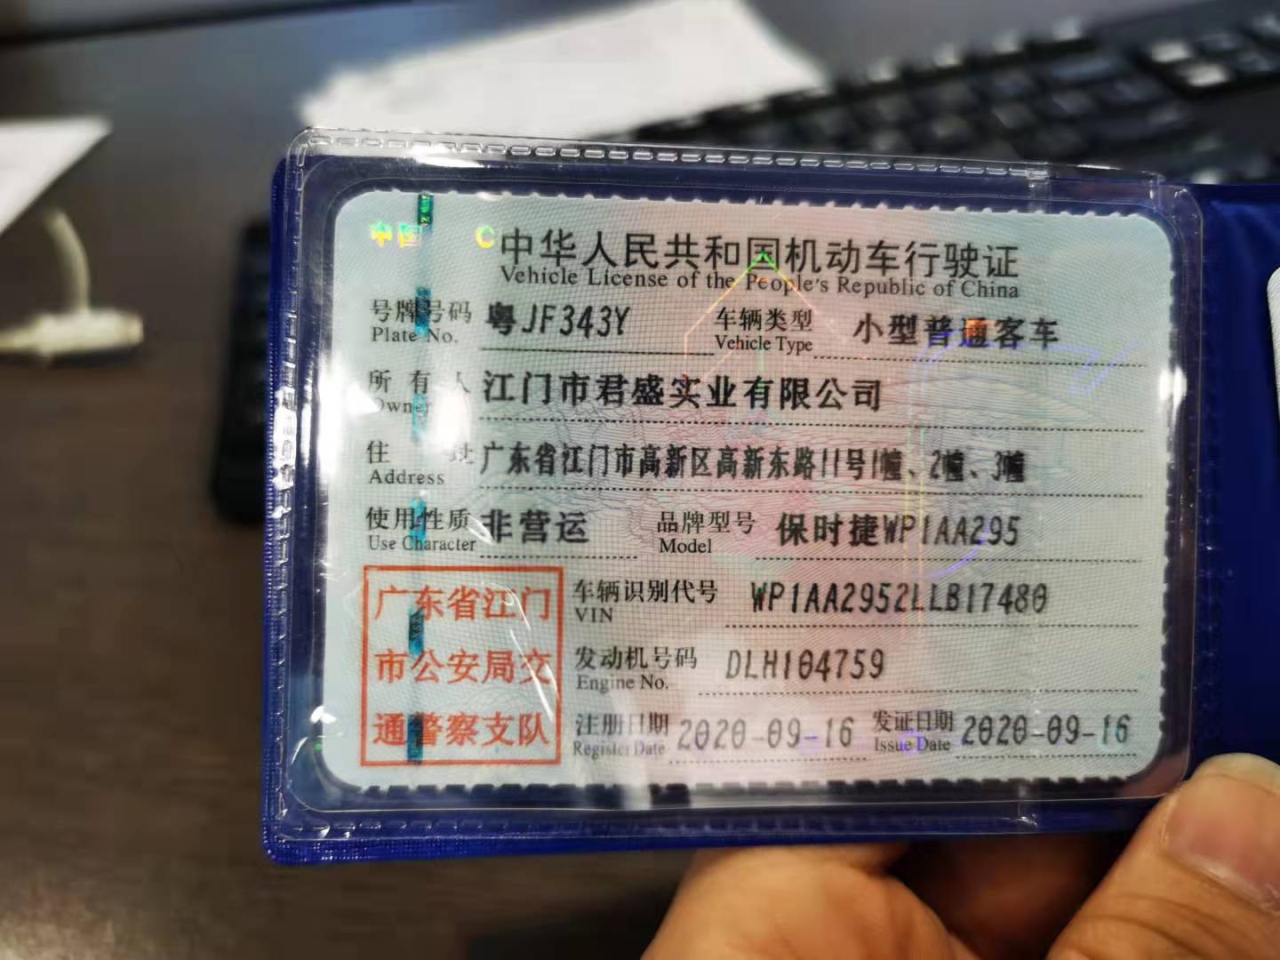 中国 C
中华人民共和国机动车行驶证
Vehicle License of the People's Republic of China
号牌号码 粤JF343Y 车辆类型 小型普通客车
Plate No. Vehicle Type
所有人 江门市君盛实业有限公司
Owner
住址 广东省江门市高新区高新东路11号1幢、2幢、3幢
Address
使用性质 非营运 品牌型号 保时捷WP1AA295
Use Character Model
广东省江门
市公安局交
通警察支队
车辆识别代号 WP1AA2952LLB17480
VIN
发动机号码 DLH104759
Engine No.
注册日期 2020-09-16 发证日期 2020-09-16
Register Date Issue Date